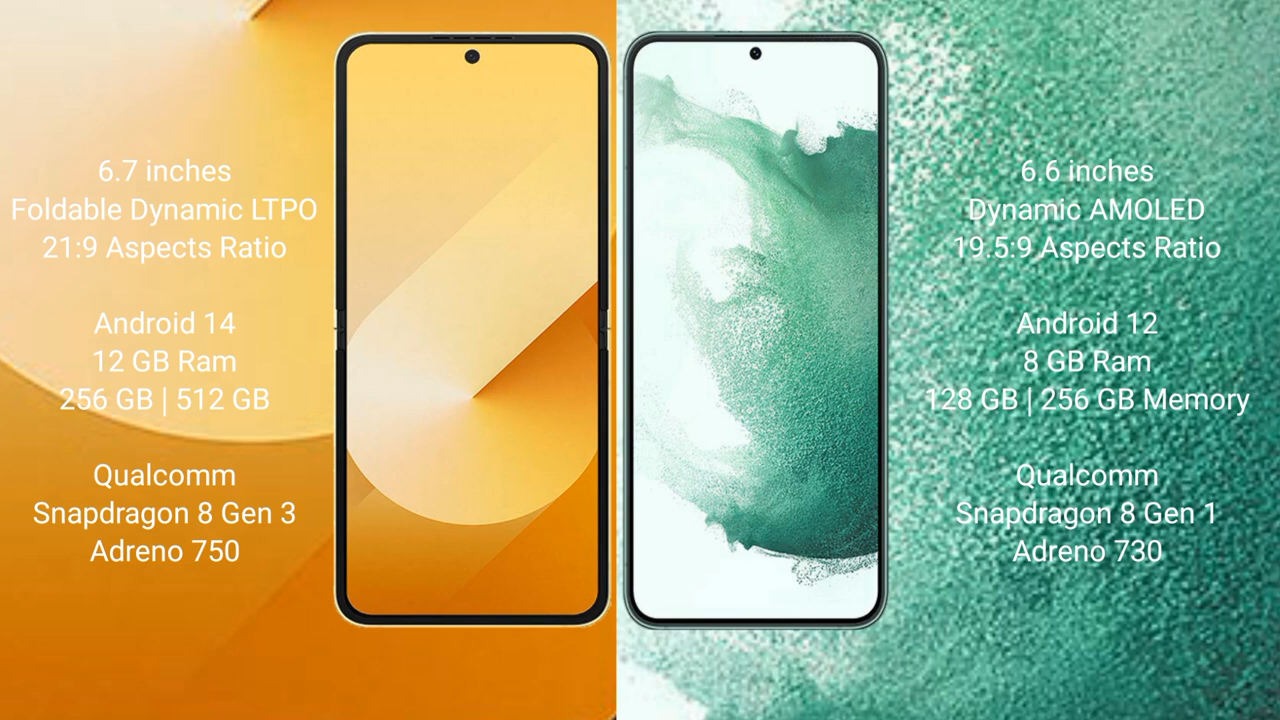 6.7 inches
Foldable Dynamic LTPO
21:9 Aspects Ratio
Android 14
12 GB Ram
256 GB | 512 GB
Qualcomm
Snapdragon 8 Gen 3
Adreno 750
6.6 inches
Dynamic AMOLED
19.5:9 Aspects Ratio
Android 12
8 GB Ram
128 GB | 256 GB Memory
Qualcomm
Snapdragon 8 Gen 1
Adreno 730